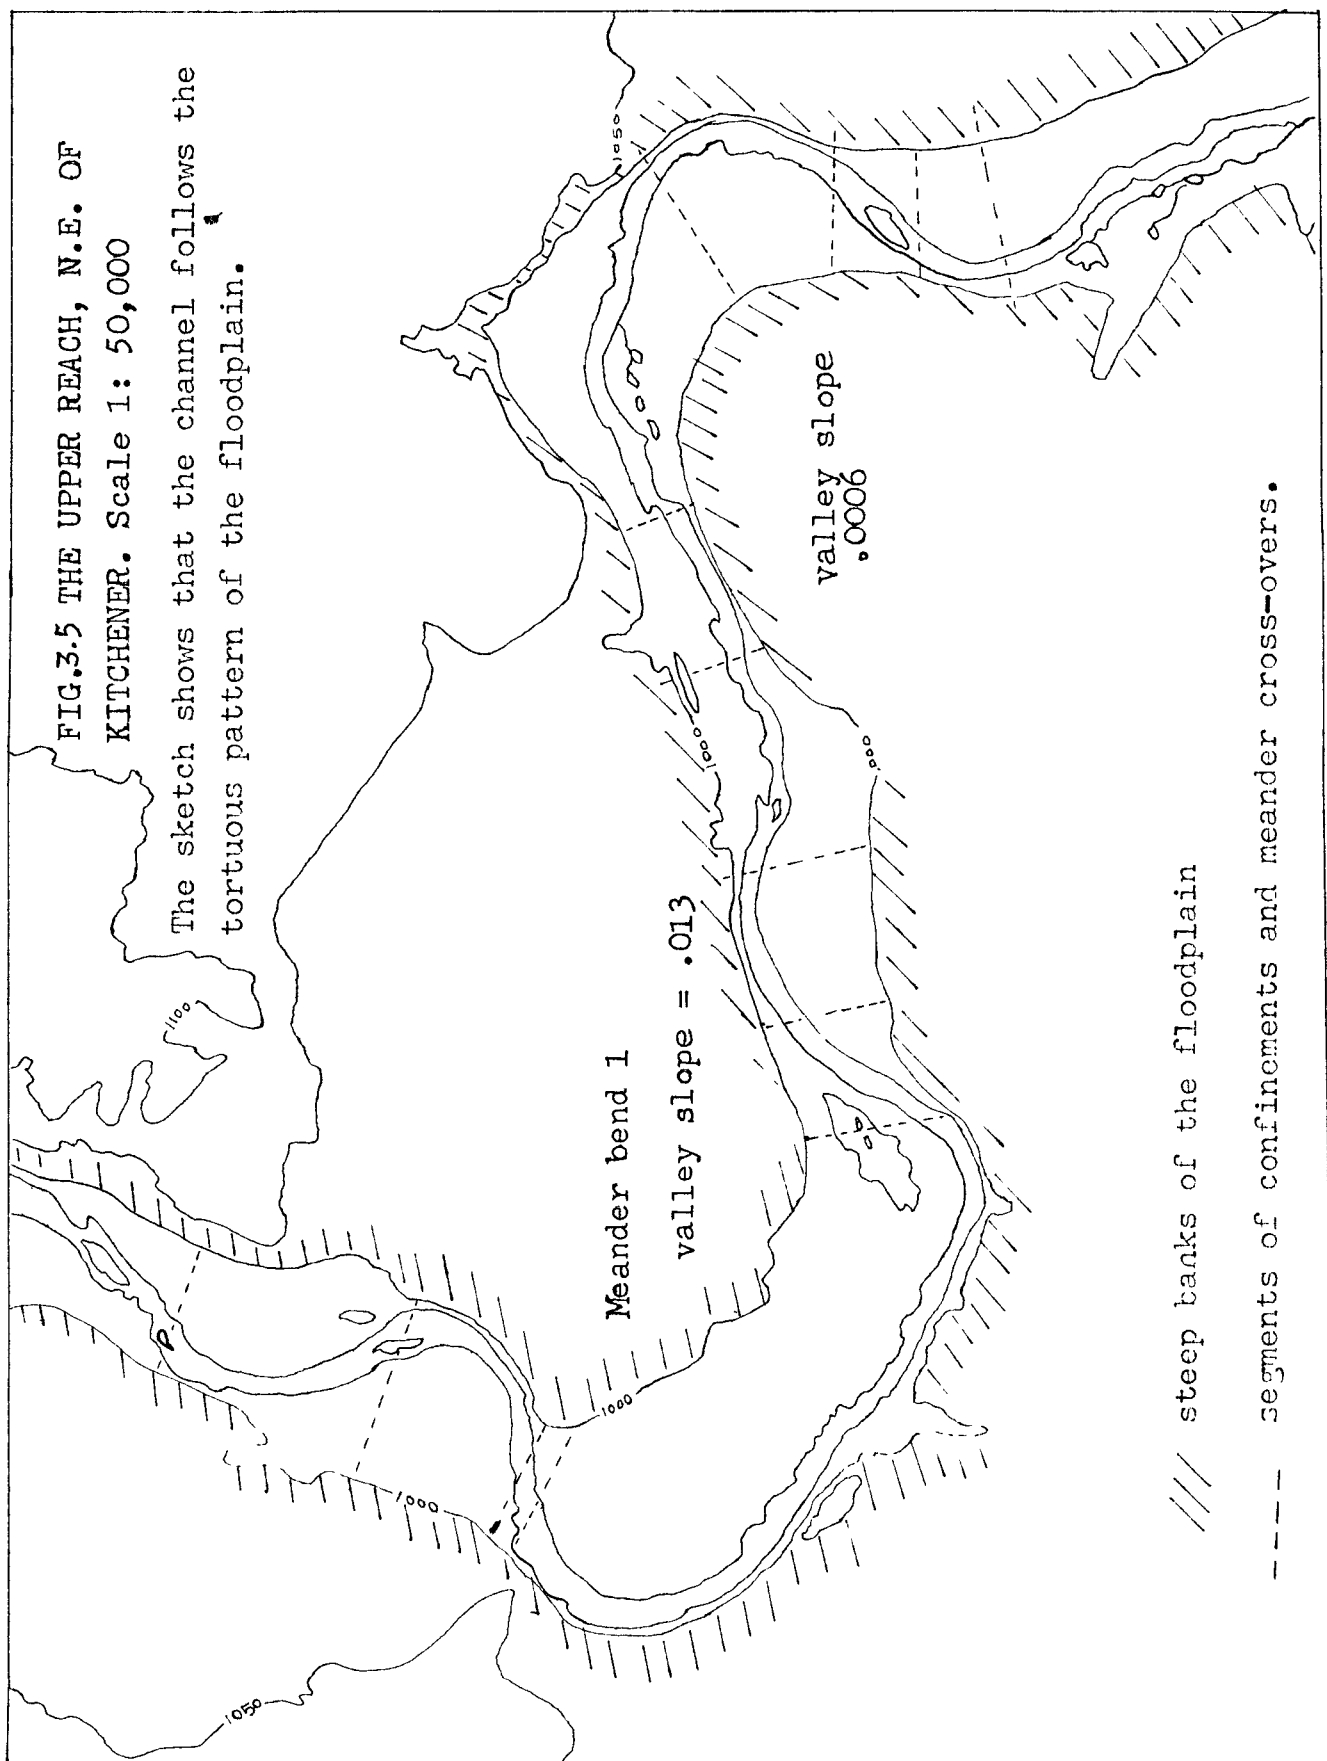 FIG.3.5 THE UPPER REACH, N.E. OF
KITCHENER. Scale 1: 50,000
The sketch shows that the channel follows the
tortuous pattern of the floodplain.
1100
1050
1050
1000
1000
1000
Meander bend 1
valley slope = .013
valley slope
.0006
P
/// steep banks of the floodplain
---- segments of confinements and meander cross-overs.